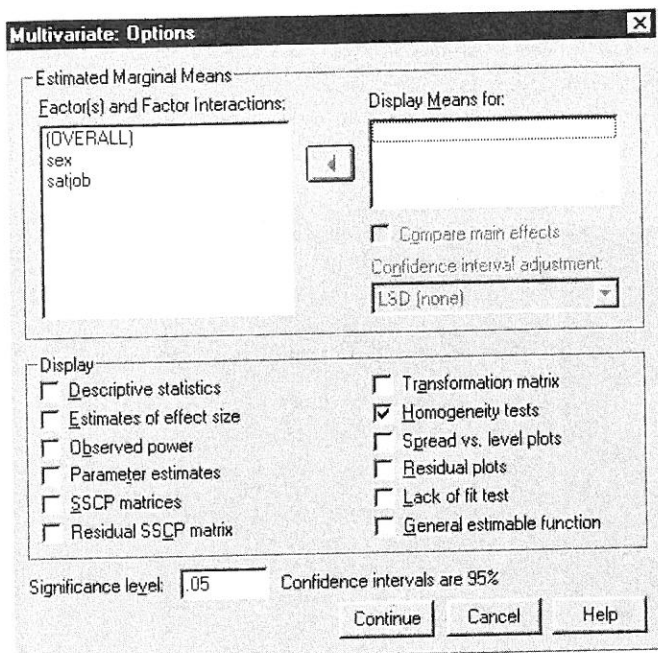 Multivariate: Options
Estimated Marginal Means
Factor(s) and Factor Interactions:
(OVERALL)
sex
satjob
Display Means for:
Compare main effects
Confidence interval adjustment:
LSD (none)
Display
Descriptive statistics
Estimates of effect size
Observed power
Parameter estimates
SSCP matrices
Residual SSCP matrix
Transformation matrix
Homogeneity tests
Spread vs. level plots
Residual plots
Lack of fit test
General estimable function
Significance level: .05 Confidence intervals are 95%
Continue Cancel Help